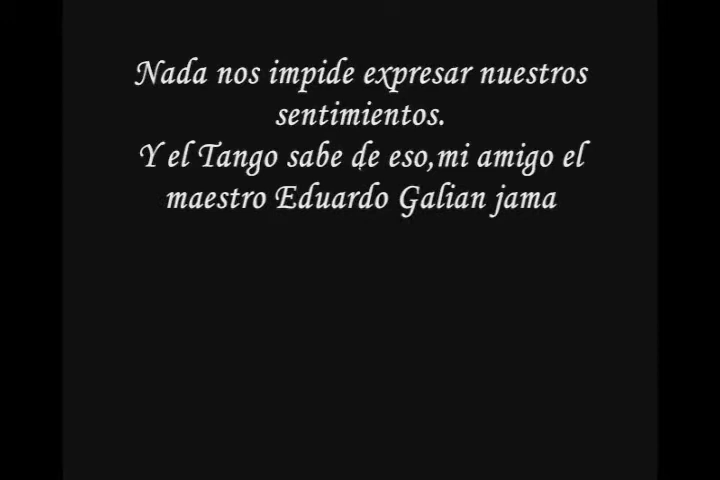 Nada nos impide expresar nuestros
sentimientos.
Y el Tango sabe de eso,mi amigo el
maestro Eduardo Galian jama